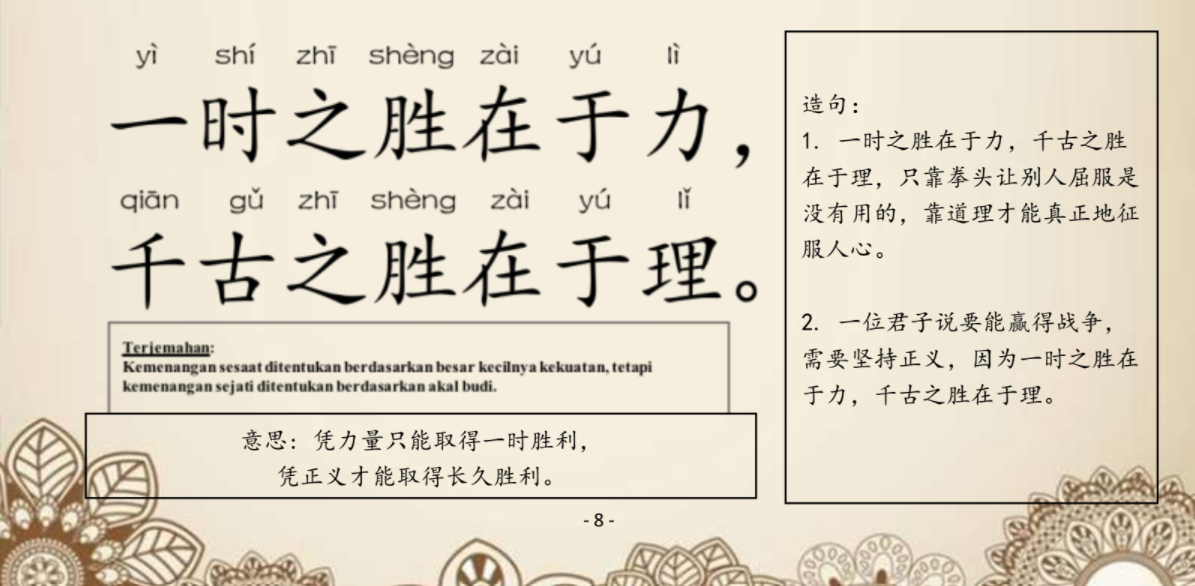 yì shí zhī shèng zài yú lì
一时之胜在于力，
qiān gǔ zhī shèng zài yú lǐ
千古之胜在于理。
Terjemahan:
Kemenangan sesaat ditentukan berdasarkan besar kecilnya kekuatan, tetapi
kemenangan sejati ditentukan berdasarkan akal budi.
意思：凭力量只能取得一时胜利，
凭正义才能取得长久胜利。
造句：
1. 一时之胜在于力，千古之胜
在于理，只靠拳头让别人屈服是
没有用的，靠道理才能真正地征
服人心。
2. 一位君子说要能赢得战争，
需要坚持正义，因为一时之胜在
于力，千古之胜在于理。
- 8 -